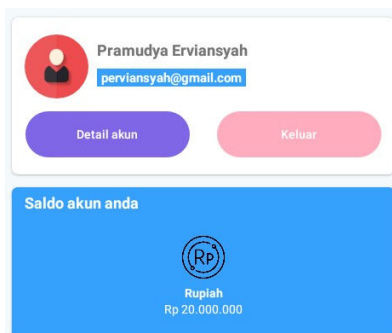 Pramudya Erviansyah
perviansyah@gmail.com
Detail akun
Keluar
Saldo akun anda
RP
Rupiah
Rp 20.000.000